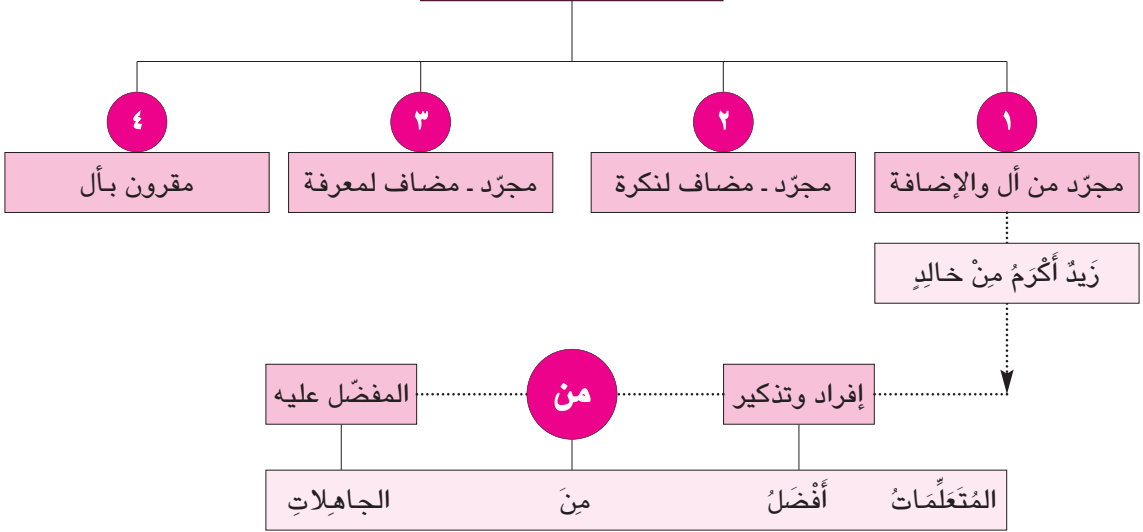 ١ ٢ ٣ ٤
مجرّد من أل والإضافة مجرّد ـ مضاف لنكرة مجرّد ـ مضاف لمعرفة مقرون بـأل
زَيدٌ أَكْرَمُ مِنْ خالِدٍ
إفراد وتذكير من المفضّل عليه
المُتَعَلِّمَاتُ أَفْضَلُ مِنَ الجاهِلاتِ